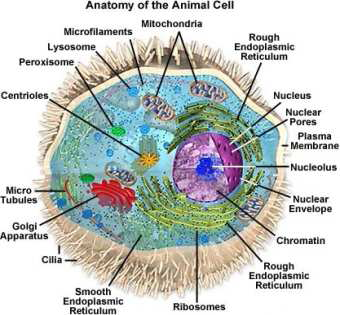 Anatomy of the Animal Cell
Microfilaments
Mitochondria
Lysosome
Rough
Endoplasmic
Reticulum
Peroxisome
Centrioles
Nucleus
Nuclear
Pores
Plasma
Membrane
Nucleolus
Micro
Tubules
Nuclear
Envelope
Golgi
Apparatus
Chromatin
Cilia
Rough
Endoplasmic
Reticulum
Smooth
Endoplasmic
Reticulum
Ribosomes